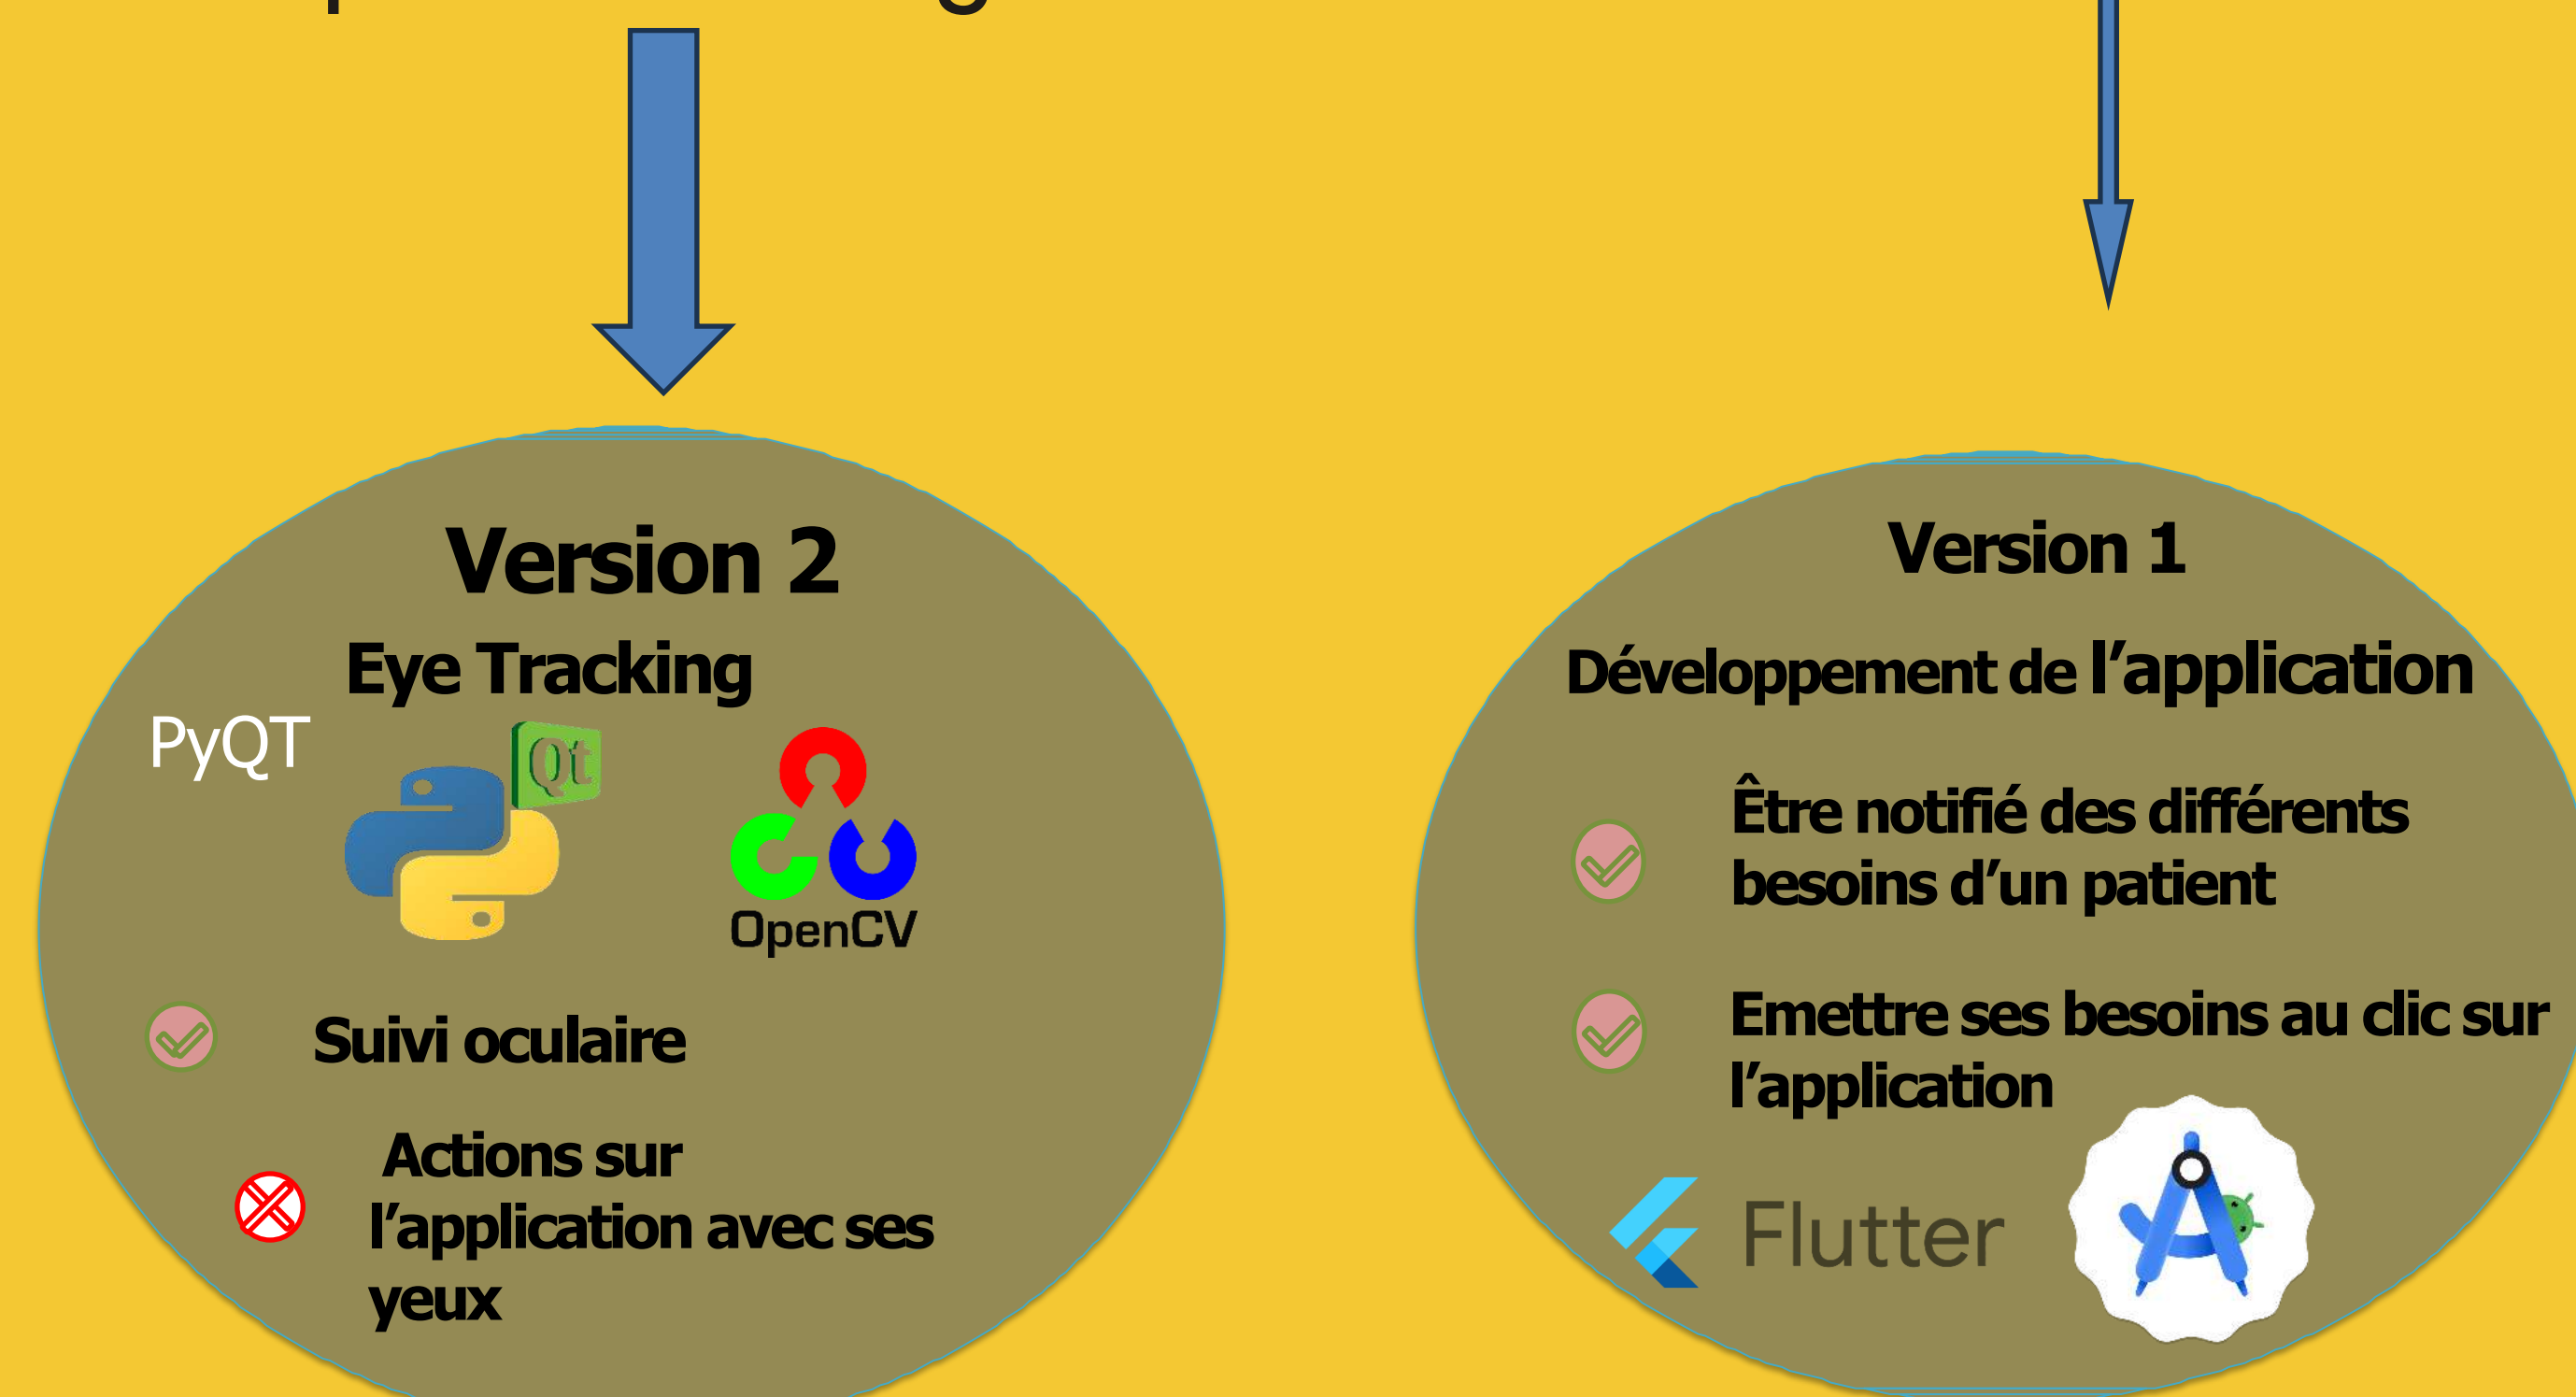 Version 2
Eye Tracking
PyQT
Qt
OpenCV
Suivi oculaire
Actions sur
l’application avec ses
yeux
Version 1
Développement de l’application
Être notifié des différents
besoins d’un patient
Emettre ses besoins au clic sur
l’application
Flutter